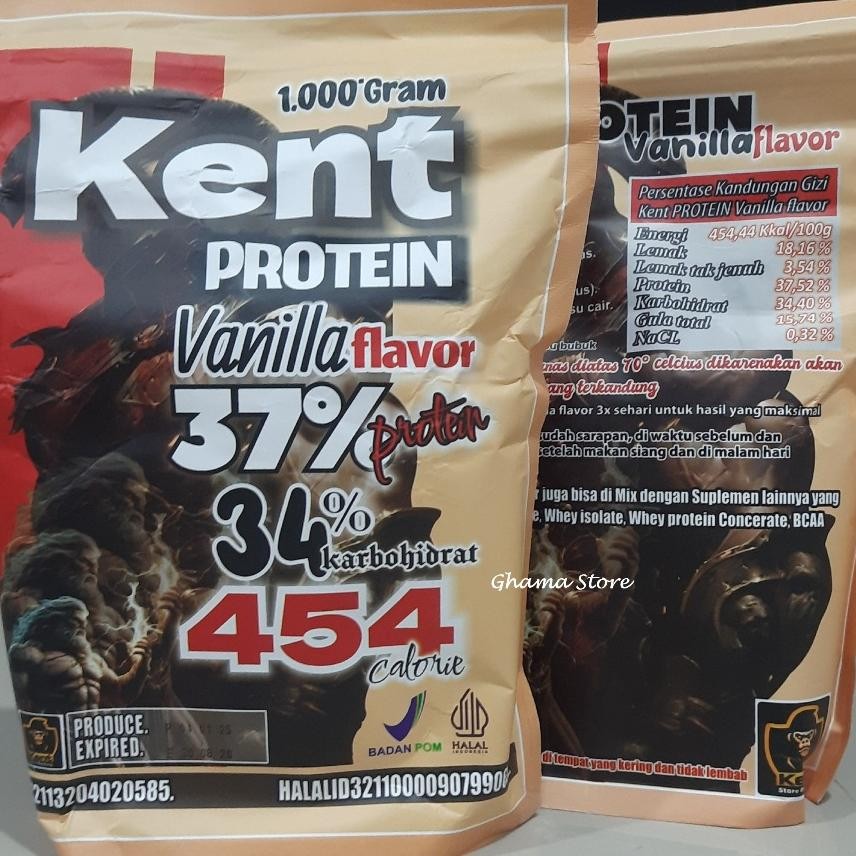 1.000 Gram
Kent
PROTEIN
Vanilla flavor
37% protein
34%
karbohidrat
454
calorie
BADAN POM
HALAL
INDONESIA
PRODUCE.
EXPIRED.
2113204020585.
HALALID3211000090799
OTEIN
Vanilla flavor
Persentase Kandungan Gizi
Kent PROTEIN Vanilla flavor
Energi 454,44 Kkal/100g
Lemak 18,16 %
Lemak tak jenuh 3,54 %
Protein 37,52 %
Karbohidrat 34,40 %
Gula total 15,74 %
NaCL 0,32 %
us).
su cair.
bubuk
nas diatas 70° celcius dikarenakan akan
ang terkandung
a flavor 3x sehari untuk hasil yang maksimal
sudah sarapan, di waktu sebelum dan
setelah makan siang dan di malam hari
r juga bisa di Mix dengan Suplemen lainnya yang
e, Whey isolate, Whey protein Concerate, BCAA
Ghama Store
di tempat yang kering dan tidak lembab